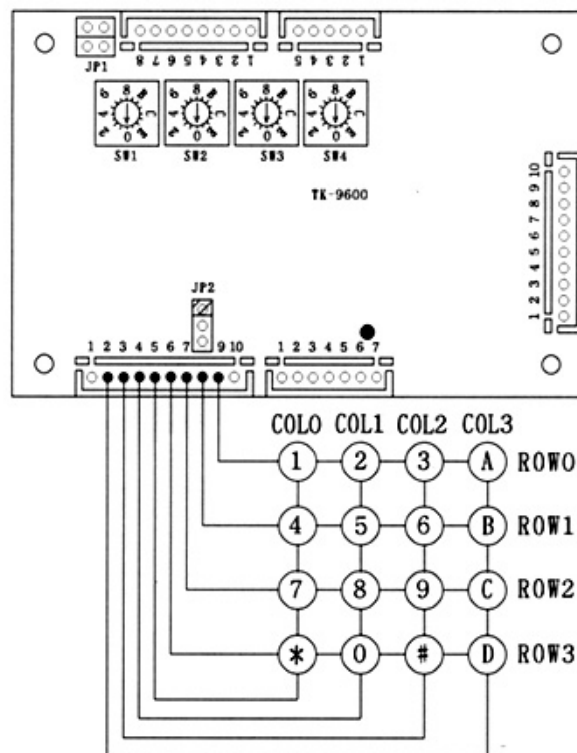 JP1
8 7 6 5 4 3 2 1
5 4 3 2 1
SW1 SW2 SW3 SW4
TK-9600
10 9 8 7 6 5 4 3 2 1
JP2
1 2 3 4 5 6 7 9 10
1 2 3 4 5 6 7
COL0 COL1 COL2 COL3
1 2 3 A ROW0
4 5 6 B ROW1
7 8 9 C ROW2
* 0 # D ROW3